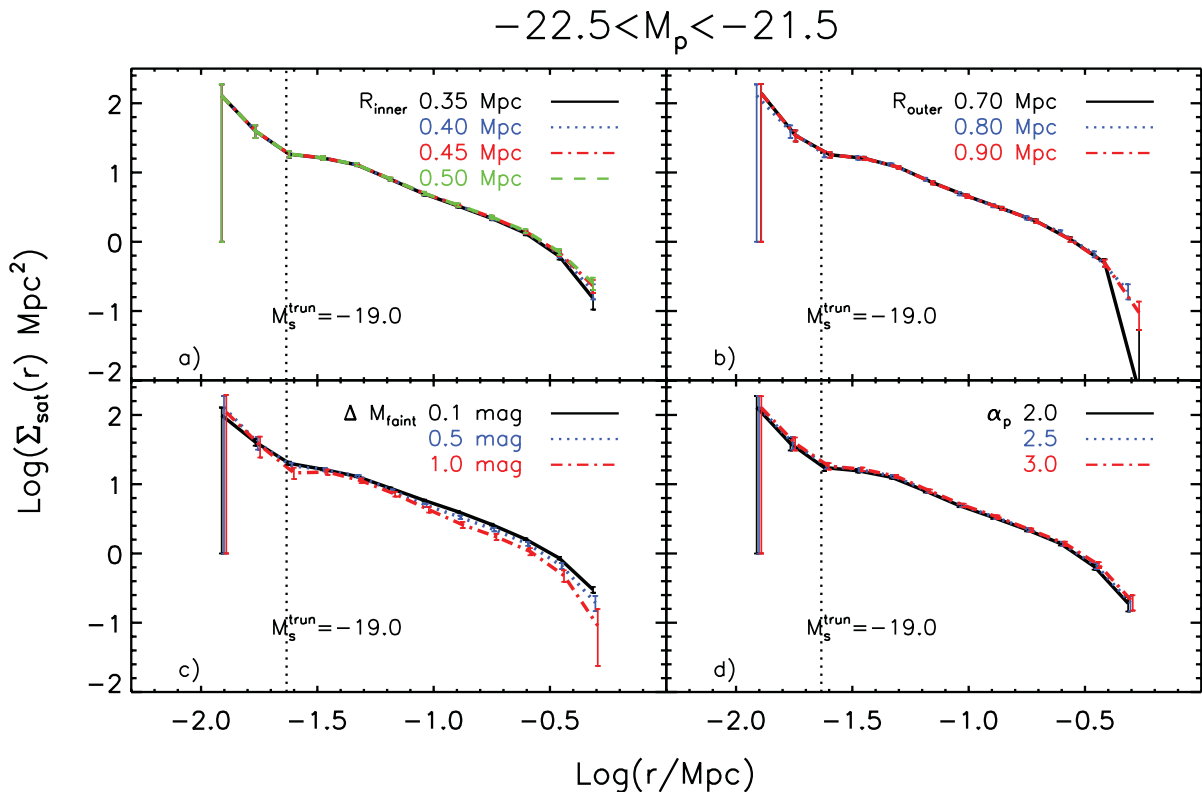 −22.5<M_p<−21.5
Log(Σ_sat(r) Mpc²)
2
1
0
−1
−2
R_inner 0.35 Mpc
0.40 Mpc
0.45 Mpc
0.50 Mpc
M_s^trun=−19.0
a)
R_outer 0.70 Mpc
0.80 Mpc
0.90 Mpc
M_s^trun=−19.0
b)
2
1
0
−1
−2
Δ M_faint 0.1 mag
0.5 mag
1.0 mag
M_s^trun=−19.0
c)
α_p 2.0
2.5
3.0
M_s^trun=−19.0
d)
−2.0 −1.5 −1.0 −0.5
−2.0 −1.5 −1.0 −0.5
Log(r/Mpc)